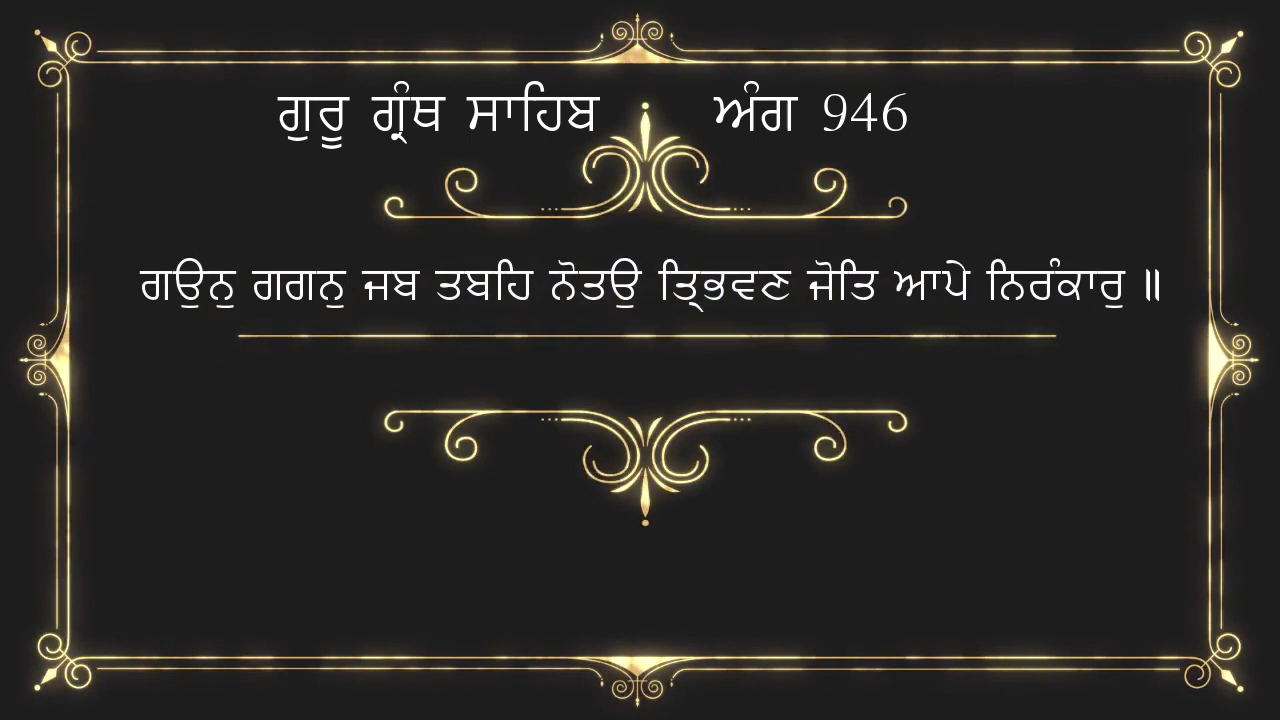 ਗੁਰੂ ਗ੍ਰੰਥ ਸਾਹਿਬ ਅੰਗ 946
ਗਉਨੁ ਗਗਨੁ ਜਬ ਤਬਹਿ ਨੋਤਉ ਤ੍ਰਿਭਵਣ ਜੋਤਿ ਆਪੇ ਨਿਰੰਕਾਰੁ ॥